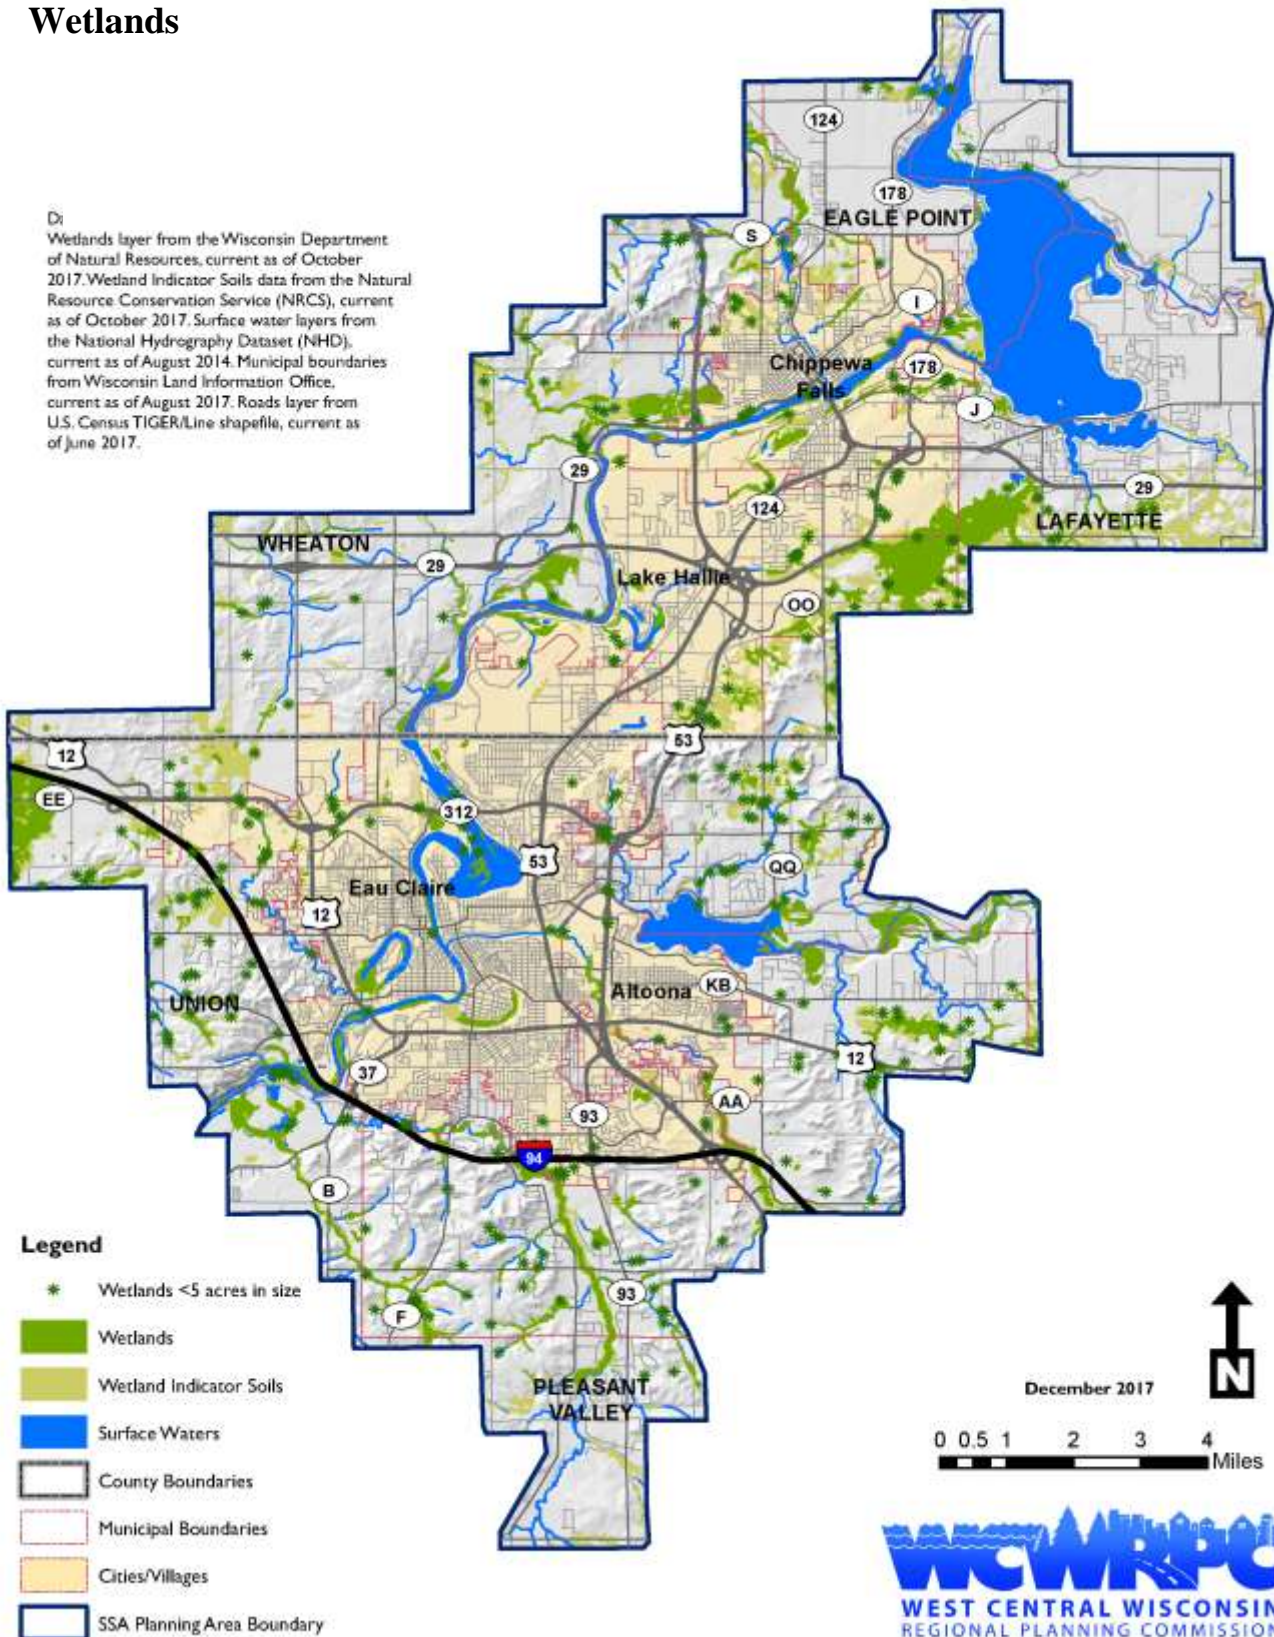 Wetlands
D:
Wetlands layer from the Wisconsin Department
of Natural Resources, current as of October
2017. Wetland Indicator Soils data from the Natural
Resource Conservation Service (NRCS), current
as of October 2017. Surface water layers from
the National Hydrography Dataset (NHD),
current as of August 2014. Municipal boundaries
from Wisconsin Land Information Office,
current as of August 2017. Roads layer from
U.S. Census TIGER/Line shapefile, current as
of June 2017.
124
178
EAGLE POINT
S
I
Chippewa
Falls
178
J
29
124
29
LAFAYETTE
WHEATON
29
Lake Hallie
OO
12
53
EE
312
53
QQ
Eau Claire
12
UNION
Altoona
KB
12
37
93
AA
94
B
F
93
PLEASANT
VALLEY
Legend
Wetlands <5 acres in size
Wetlands
Wetland Indicator Soils
Surface Waters
County Boundaries
Municipal Boundaries
Cities/Villages
SSA Planning Area Boundary
N
December 2017
0 0.5 1 2 3 4
Miles
WCWRPC
WEST CENTRAL WISCONSIN
REGIONAL PLANNING COMMISSION